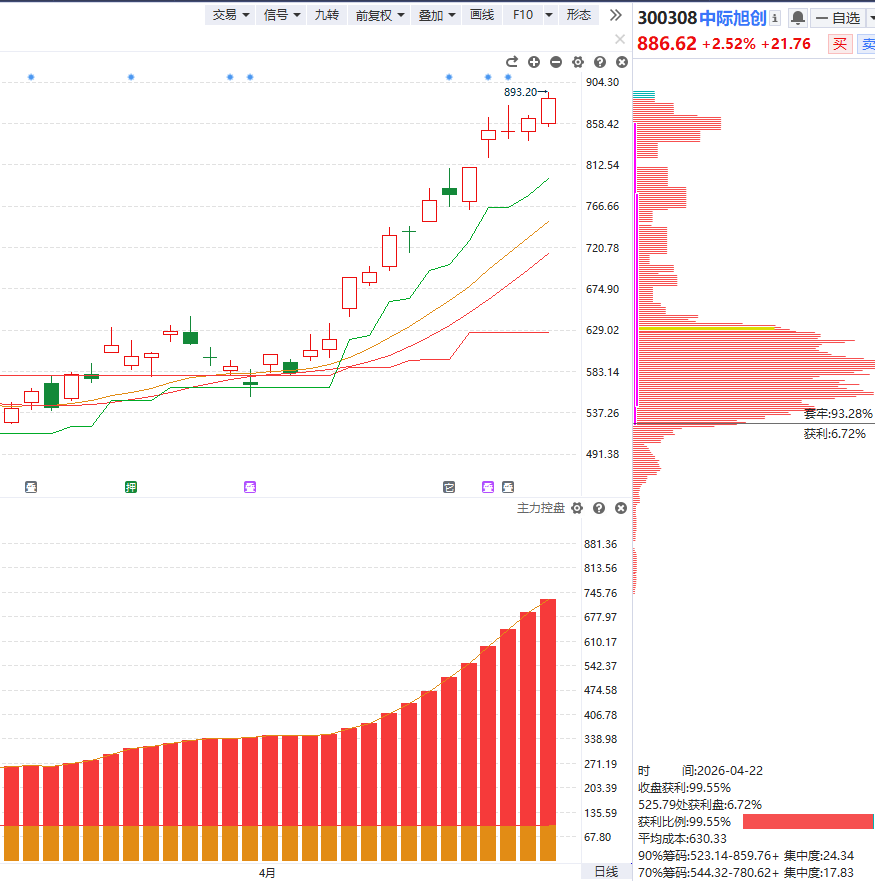 交易 信号 九转 前复权 叠加 画线 F10 形态
300308 中际旭创 自选
886.62 +2.52% +21.76 买 卖
893.20
904.30
858.42
812.54
766.66
720.78
674.90
629.02
583.14
537.26
491.38
套牢:93.28%
获利:6.72%
押
主力控盘
881.36
813.56
745.76
677.97
610.17
542.37
474.58
406.78
338.98
271.19
203.39
135.59
67.80
4月
日线
时 间:2026-04-22
收盘获利:99.55%
525.79处获利盘:6.72%
获利比例:99.55%
平均成本:630.33
90%筹码:523.14-859.76+ 集中度:24.34
70%筹码:544.32-780.62+ 集中度:17.83